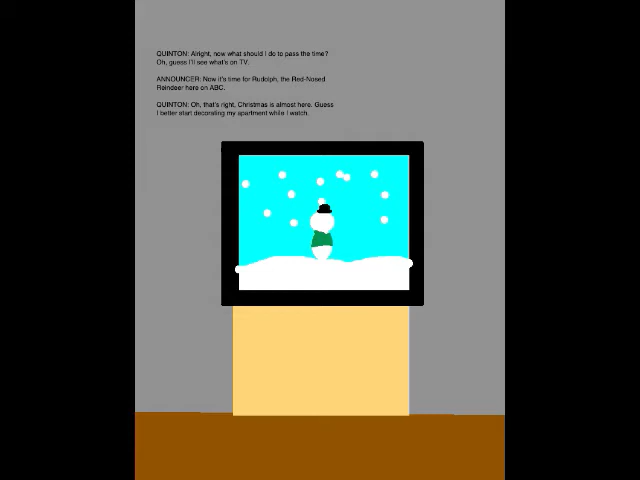 QUINTON: Alright, now what should I do to pass the time?
Oh, guess I'll see what's on TV.
ANNOUNCER: Now it's time for Rudolph, the Red-Nosed
Reindeer here on ABC.
QUINTON: Oh, that's right, Christmas is almost here. Guess
I better start decorating my apartment while I watch.